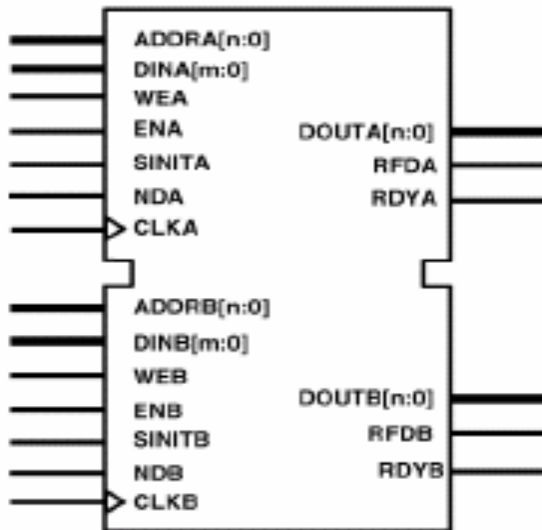 ADDRA[n:0]
DINA[m:0]
WEA
ENA
DOUTA[n:0]
SINITA
RFDA
NDA
RDYA
CLKA
ADDRB[n:0]
DINB[m:0]
WEB
DOUTB[n:0]
ENB
SINITB
RFDB
NDB
RDYB
CLKB